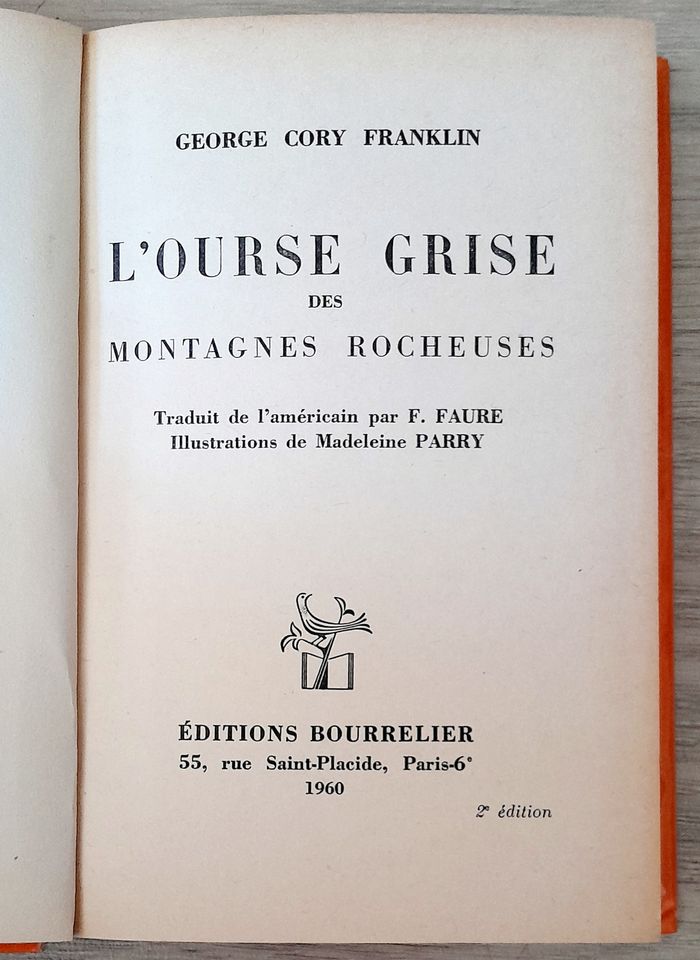 GEORGE CORY FRANKLIN
L'OURSE GRISE
DES
MONTAGNES ROCHEUSES
Traduit de l'américain par F. FAURE
Illustrations de Madeleine PARRY
ÉDITIONS BOURRELIER
55, rue Saint-Placide, Paris-6e
1960
2e édition